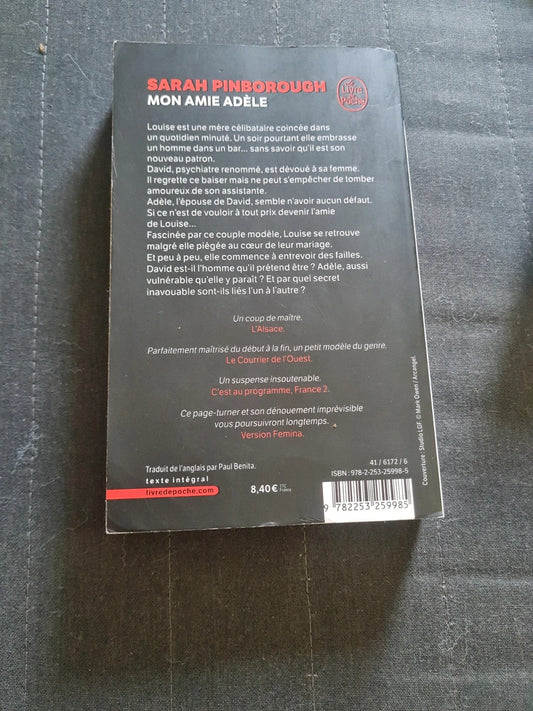 SARAH PINBOROUGH
MON AMIE ADÈLE
Le
Livre
de
Poche
Louise est une mère célibataire coincée dans
un quotidien minuté. Un soir pourtant elle embrasse
un homme dans un bar... sans savoir qu'il est son
nouveau patron.
David, psychiatre renommé, est dévoué à sa femme.
Il regrette ce baiser mais ne peut s'empêcher de tomber
amoureux de son assistante.
Adèle, l'épouse de David, semble n'avoir aucun défaut.
Si ce n'est de vouloir à tout prix devenir l'amie
de Louise...
Fascinée par ce couple modèle, Louise se retrouve
malgré elle piégée au cœur de leur mariage.
Et peu à peu, elle commence à entrevoir des failles.
David est-il l'homme qu'il prétend être ? Adèle, aussi
vulnérable qu'elle y paraît ? Et par quel secret
inavouable sont-ils liés l'un à l'autre ?
Un coup de maître.
L'Alsace.
Parfaitement maîtrisé du début à la fin, un petit modèle du genre.
Le Courrier de l'Ouest.
Un suspense insoutenable.
C'est au programme, France 2.
Ce page-turner et son dénouement imprévisible
vous poursuivront longtemps.
Version Femina.
Couverture : Studio LGF. © Mark Owen / Arcangel.
Traduit de l'anglais par Paul Benita.
texte intégral
livredepoche.com
8,40 € TTC
France
41 / 6172 / 6
ISBN : 978-2-253-25998-5
9 782253 259985